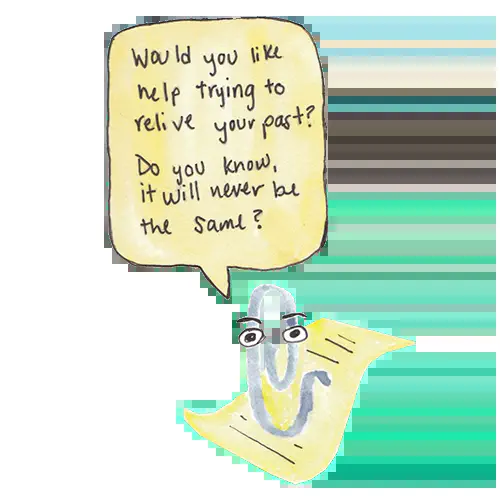 Would you like
help trying to
relive your past?
Do you know,
it will never be
the same?